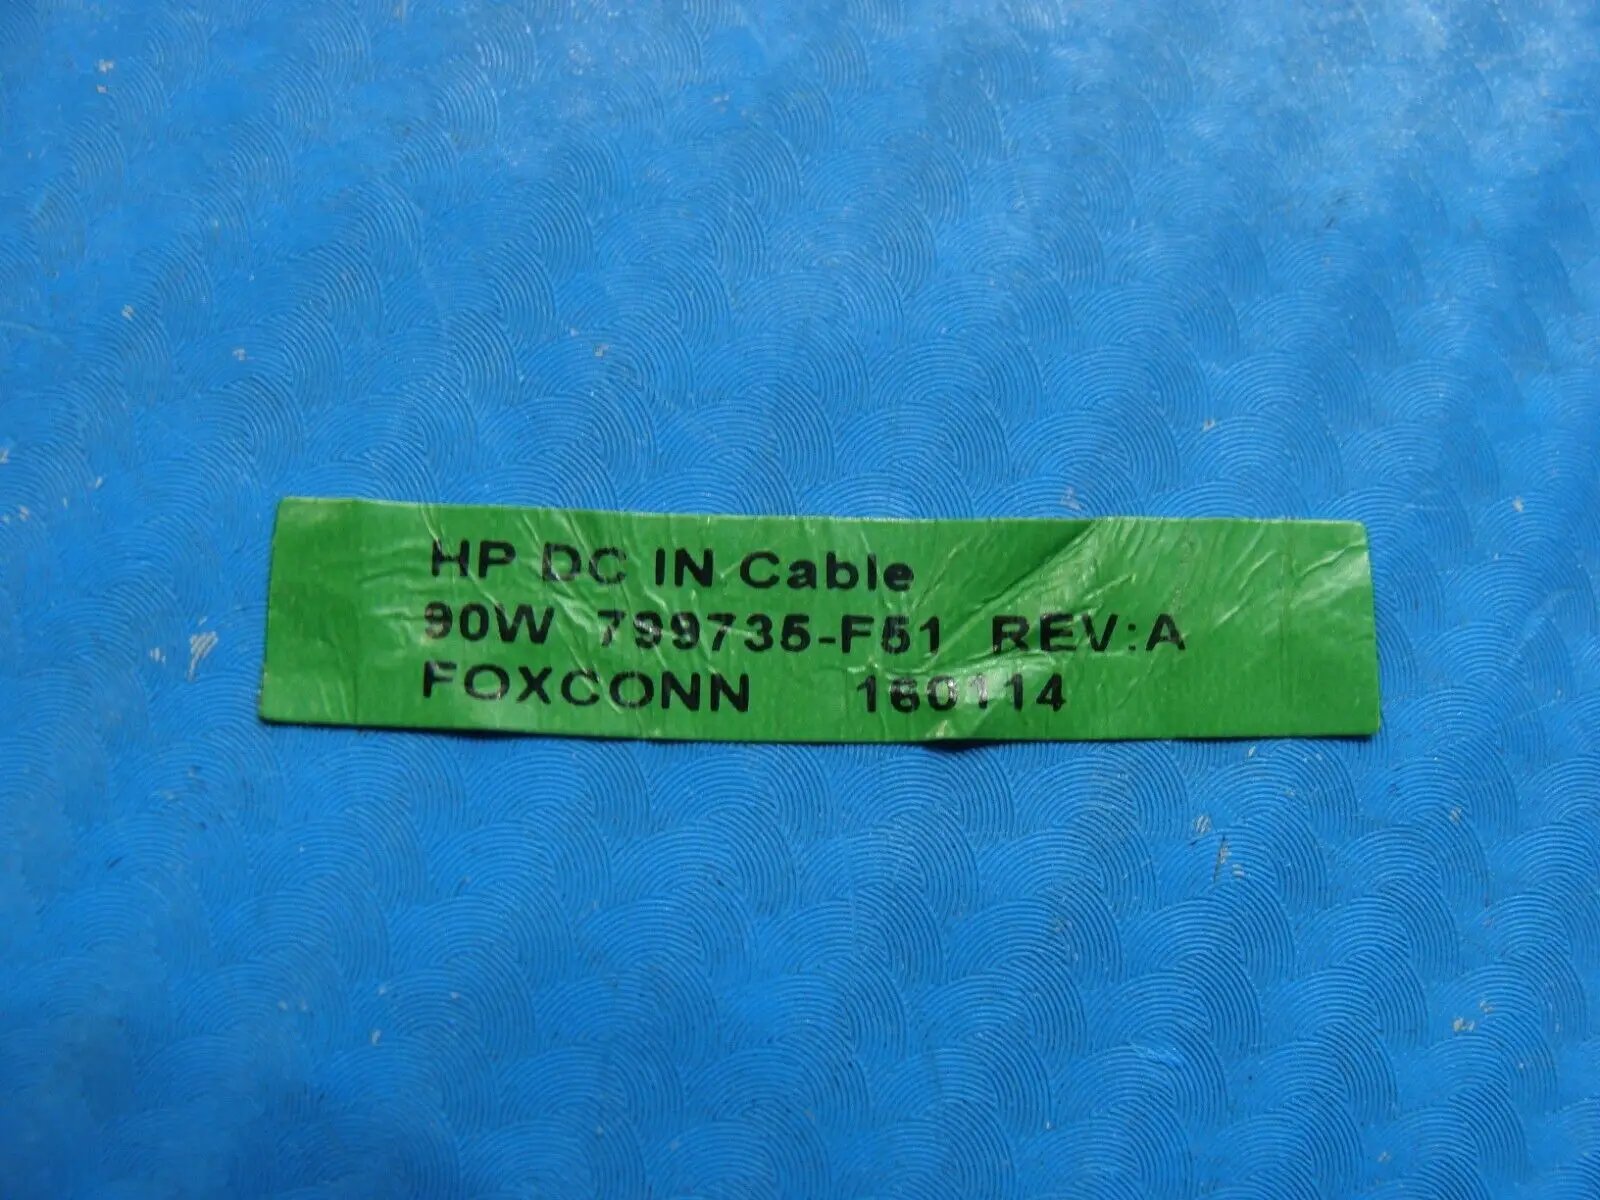 HP DC IN Cable
90W 799735-F51 REV:A
FOXCONN 160114